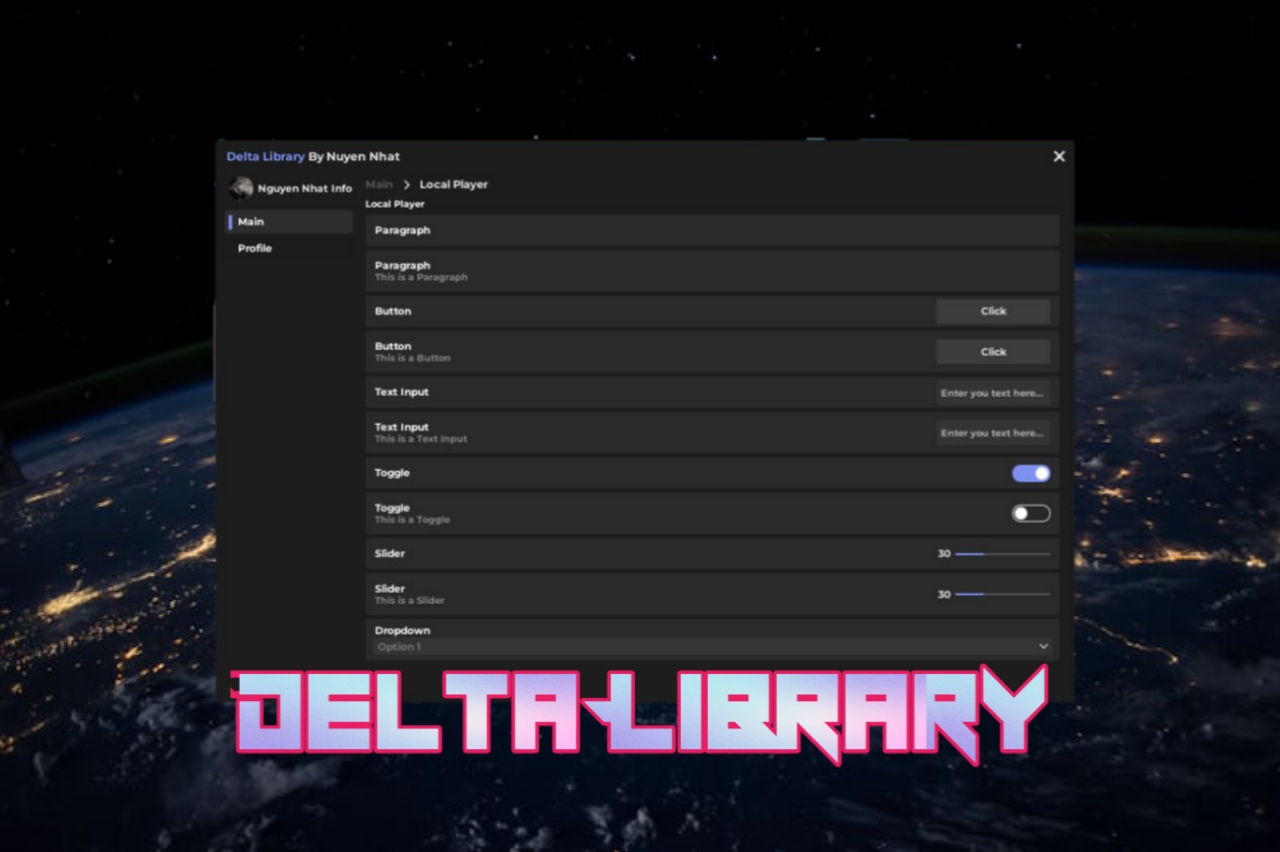 Delta Library By Nuyen Nhat
Nguyen Nhat Info
Main
Profile
Main > Local Player
Local Player
Paragraph
Paragraph
This is a Paragraph
Button
Click
Button
This is a Button
Click
Text Input
Enter you text here...
Text Input
This is a Text Input
Enter you text here...
Toggle
Toggle
This is a Toggle
Slider
30
Slider
This is a Slider
30
Dropdown
Option 1
DELTA-LIBRARY